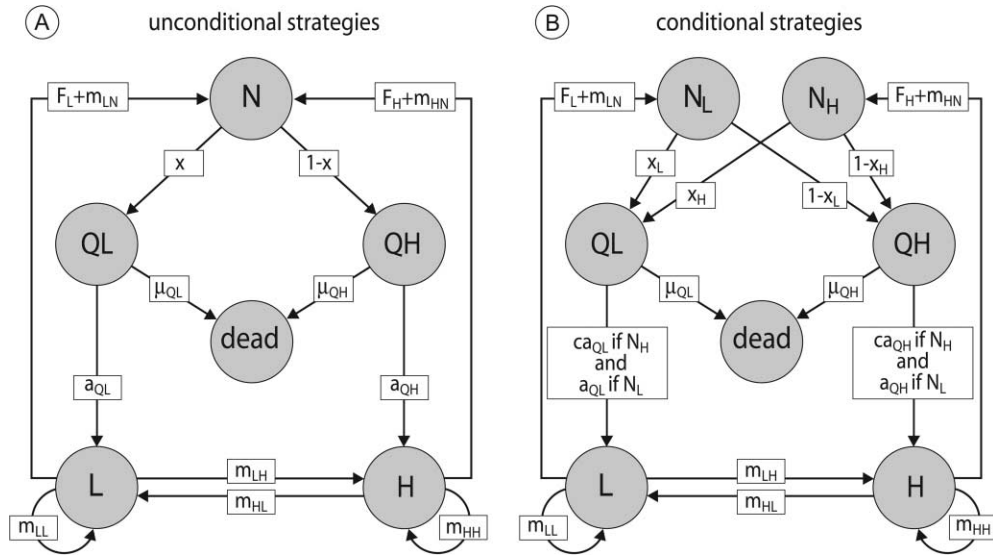 A unconditional strategies
F_L+m_LN
N
F_H+m_HN
x
1-x
QL
QH
μ_QL
μ_QH
dead
a_QL
a_QH
L
m_LH
m_HL
H
m_LL
m_HH
B conditional strategies
F_L+m_LN
N_L
N_H
F_H+m_HN
x_L
1-x_H
x_H
1-x_L
QL
QH
μ_QL
μ_QH
dead
ca_QL if N_H
and
a_QL if N_L
ca_QH if N_H
and
a_QH if N_L
L
m_LH
m_HL
H
m_LL
m_HH